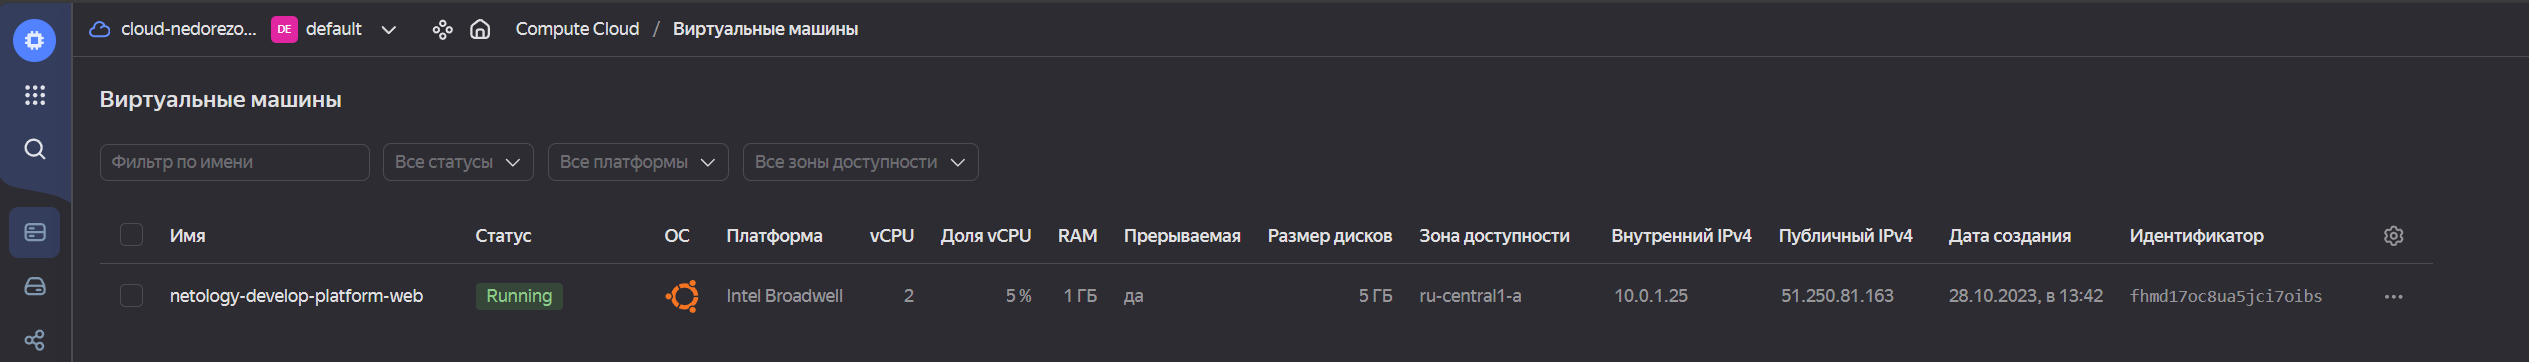 cloud-nedorezo... DE default Compute Cloud / Виртуальные машины
Виртуальные машины
Фильтр по имени Все статусы Все платформы Все зоны доступности
Имя Статус ОС Платформа vCPU Доля vCPU RAM Прерываемая Размер дисков Зона доступности Внутренний IPv4 Публичный IPv4 Дата создания Идентификатор
netology-develop-platform-web Running Intel Broadwell 2 5 % 1 ГБ да 5 ГБ ru-central1-a 10.0.1.25 51.250.81.163 28.10.2023, в 13:42 fhmd17oc8ua5jci7oibs